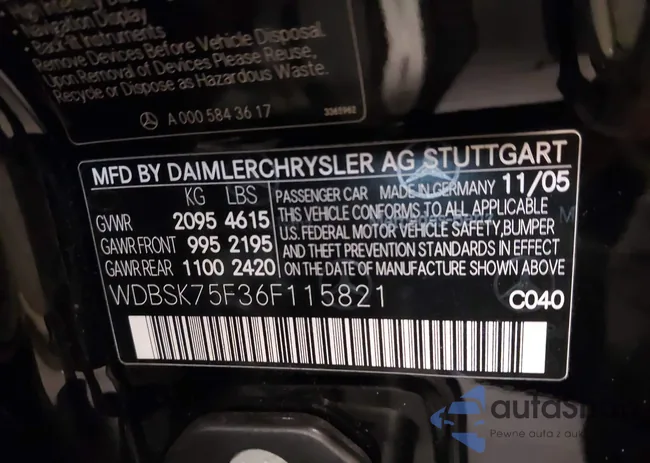 Navigation Display
• Back-lit Instruments
Remove Devices Before Vehicle Disposal.
Upon Removal of Devices Please Reuse,
Recycle or Dispose as Hazardous Waste.
A 000 584 36 17
3365962
MFD BY DAIMLERCHRYSLER AG STUTTGART
KG LBS
GVWR 2095 4615
GAWR FRONT 995 2195
GAWR REAR 1100 2420
PASSENGER CAR MADE IN GERMANY 11/05
THIS VEHICLE CONFORMS TO ALL APPLICABLE
U.S. FEDERAL MOTOR VEHICLE SAFETY, BUMPER
AND THEFT PREVENTION STANDARDS IN EFFECT
ON THE DATE OF MANUFACTURE SHOWN ABOVE
WDBSK75F36F115821
C040
Pewne auta z